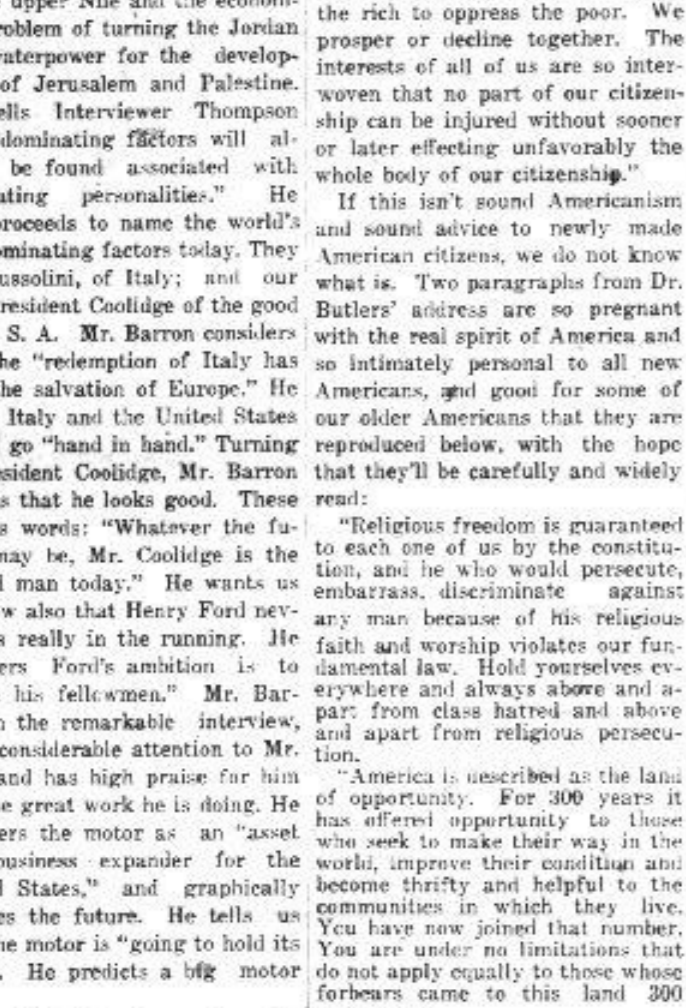 upper Nile and the econom-
roblem of turning the Jordan
vaterpower for the develop-
of Jerusalem and Palestine.
ells Interviewer Thompson
dominating factors will al-
be found associated with
ating personalities." He
proceeds to name the world's
ominating factors today. They
ussolini, of Italy; and our
resident Coolidge of the good
S. A. Mr. Barron considers
he "redemption of Italy has
he salvation of Europe." He
Italy and the United States
go "hand in hand." Turning
esident Coolidge, Mr. Barron
s that he looks good. These
s words: "Whatever the fu-
may be, Mr. Coolidge is the
d man today." He wants us
w also that Henry Ford nev-
s really in the running. He
ers Ford's ambition is to
his fellowmen." Mr. Bar-
n the remarkable interview,
considerable attention to Mr.
and has high praise for him
e great work he is doing. He
ers the motor as an "asset
business expander for the
d States," and graphically
es the future. He tells us
he motor is "going to hold its
. He predicts a big motor
the rich to oppress the poor. We
prosper or decline together. The
interests of all of us are so inter-
woven that no part of our citizen-
ship can be injured without sooner
or later effecting unfavorably the
whole body of our citizenship."
If this isn't sound Americanism
and sound advice to newly made
American citizens, we do not know
what is. Two paragraphs from Dr.
Butlers' address are so pregnant
with the real spirit of America and
so intimately personal to all new
Americans, and good for some of
our older Americans that they are
reproduced below, with the hope
that they'll be carefully and widely
read:
"Religious freedom is guaranteed
to each one of us by the constitu-
tion, and he who would persecute,
embarrass, discriminate against
any man because of his religious
faith and worship violates our fun-
damental law. Hold yourselves ev-
erywhere and always above and a-
part from class hatred and above
and apart from religious persecu-
tion.
"America is described as the land
of opportunity. For 300 years it
has offered opportunity to those
who seek to make their way in the
world, improve their condition and
become thrifty and helpful to the
communities in which they live.
You have now joined that number.
You are under no limitations that
do not apply equally to those whose
forbears came to this land 300